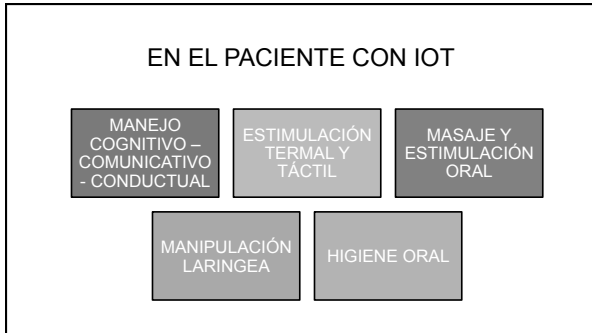 EN EL PACIENTE CON IOT
MANEJO
COGNITIVO –
COMUNICATIVO
- CONDUCTUAL
ESTIMULACIÓN
TERMAL Y
TÁCTIL
MASAJE Y
ESTIMULACIÓN
ORAL
MANIPULACIÓN
LARINGEA
HIGIENE ORAL